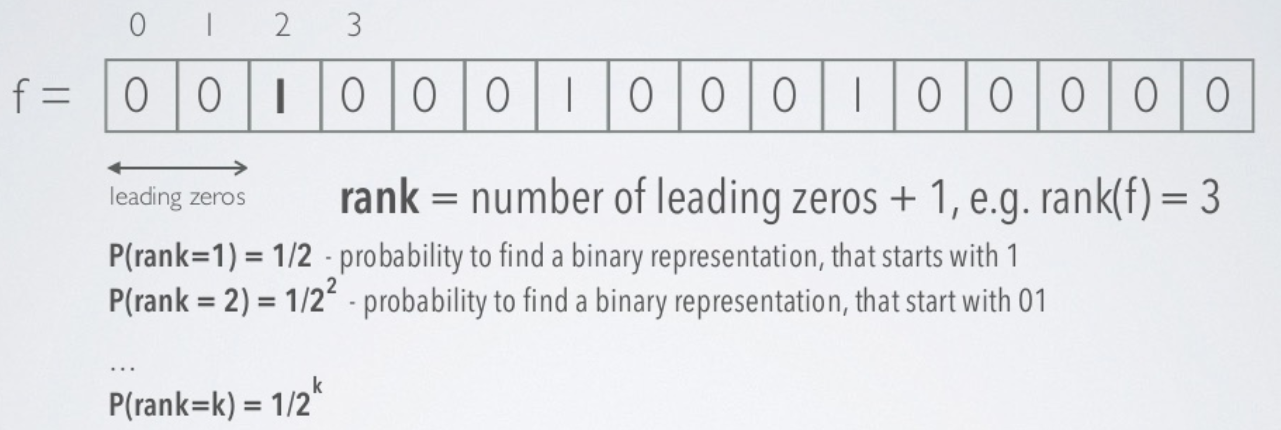 0 1 2 3
f = 0 0 1 0 0 0 1 0 0 0 1 0 0 0 0 0
leading zeros
rank = number of leading zeros + 1, e.g. rank(f) = 3
P(rank=1) = 1/2 - probability to find a binary representation, that starts with 1
P(rank = 2) = 1/2² - probability to find a binary representation, that start with 01
...
P(rank=k) = 1/2ᵏ